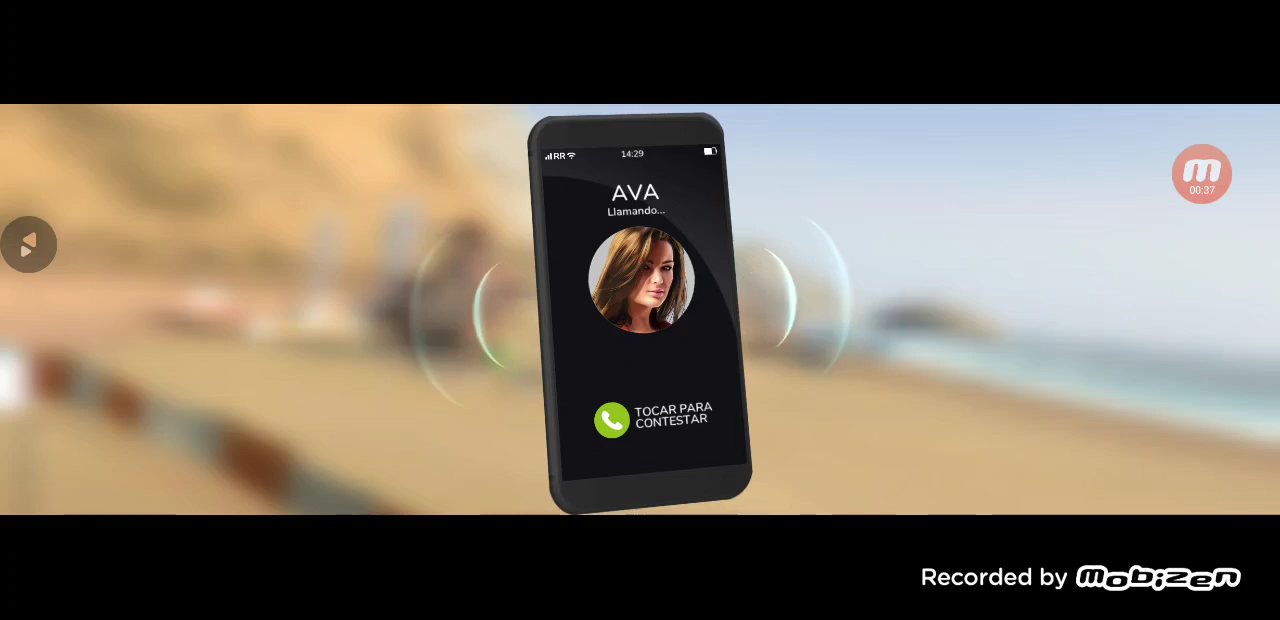 RR
14:29
AVA
Llamando...
TOCAR PARA
CONTESTAR
m
00:37
Recorded by mobizen